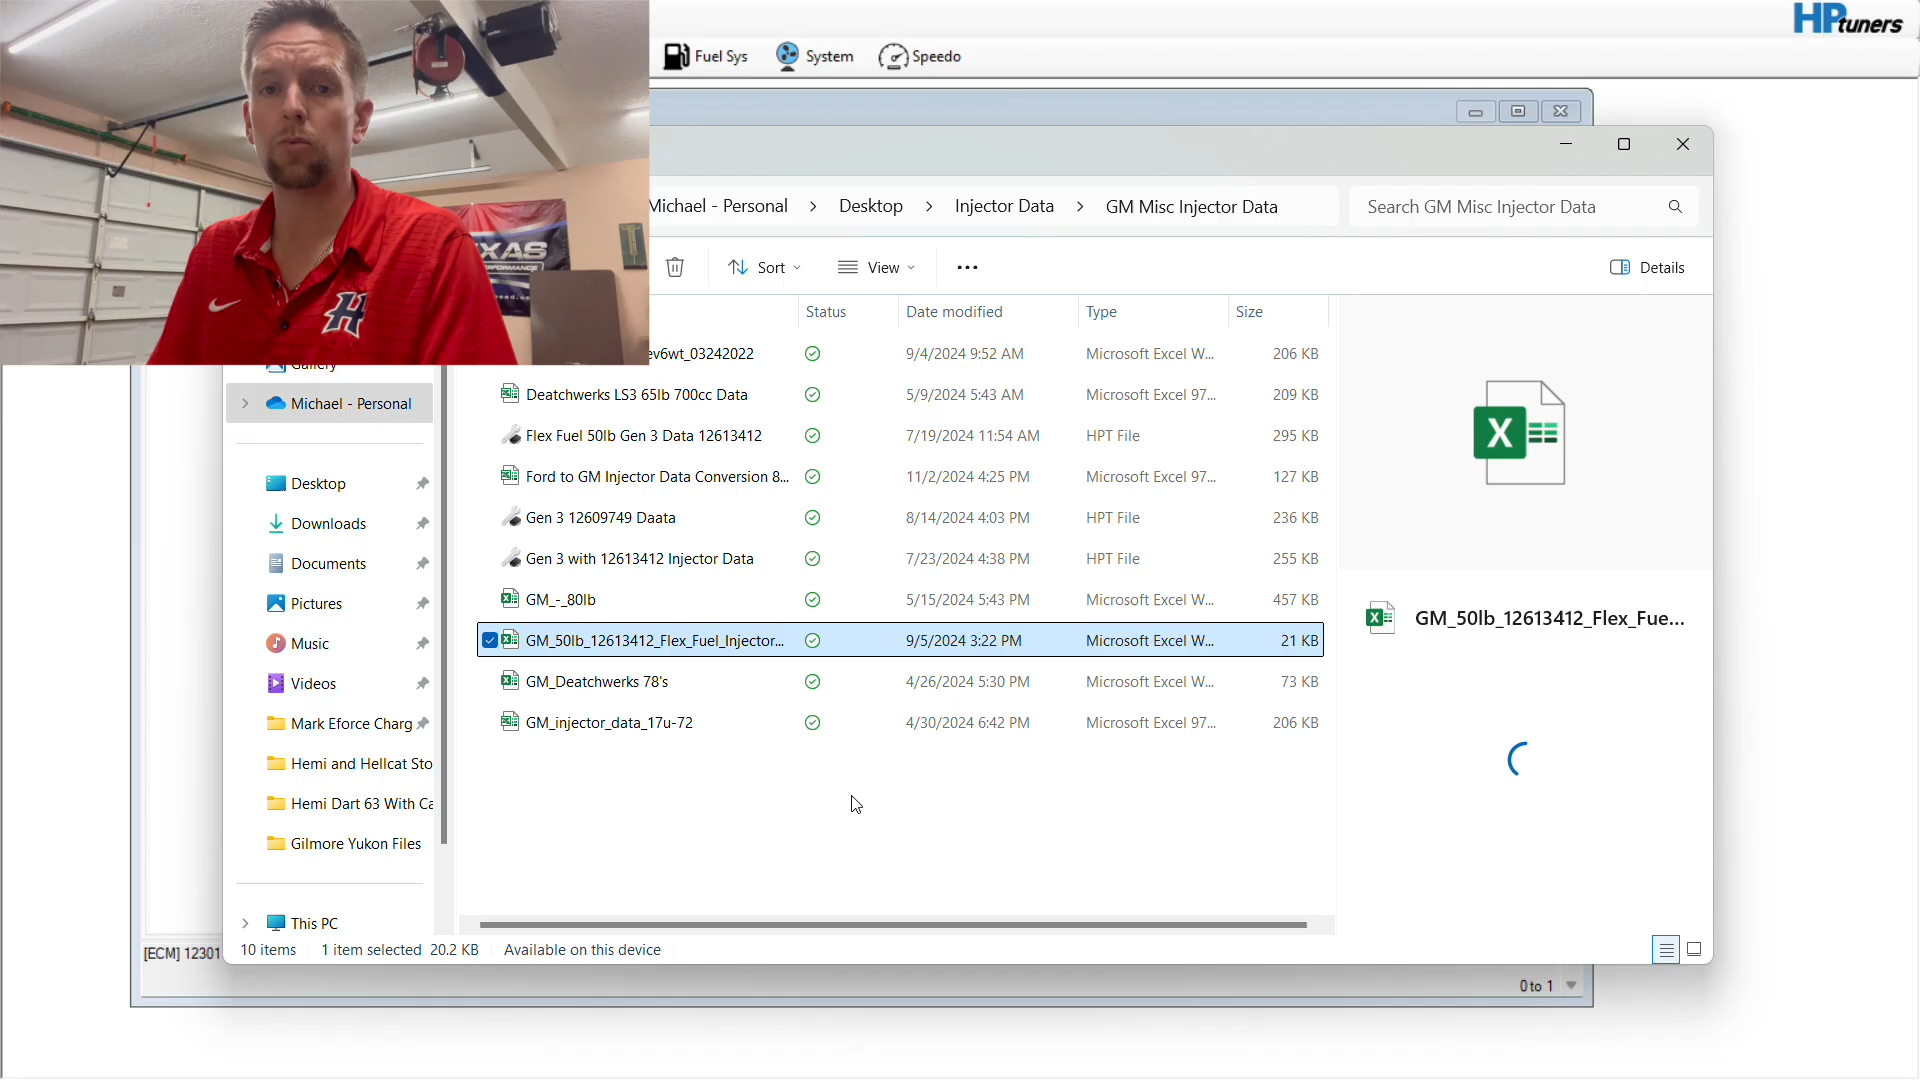 HPtuners
Fuel Sys
System
Speedo
XAS
Michael - Personal > Desktop > Injector Data > GM Misc Injector Data
Search GM Misc Injector Data
Sort
View
Details
Status
Date modified
Type
Size
ev6wt_03242022 9/4/2024 9:52 AM Microsoft Excel W... 206 KB
Deatchwerks LS3 65lb 700cc Data 5/9/2024 5:43 AM Microsoft Excel 97... 209 KB
Flex Fuel 50lb Gen 3 Data 12613412 7/19/2024 11:54 AM HPT File 295 KB
Ford to GM Injector Data Conversion 8... 11/2/2024 4:25 PM Microsoft Excel 97... 127 KB
Gen 3 12609749 Daata 8/14/2024 4:03 PM HPT File 236 KB
Gen 3 with 12613412 Injector Data 7/23/2024 4:38 PM HPT File 255 KB
GM_-_80lb 5/15/2024 5:43 PM Microsoft Excel W... 457 KB
GM_50lb_12613412_Flex_Fuel_Injector... 9/5/2024 3:22 PM Microsoft Excel W... 21 KB
GM_Deatchwerks 78's 4/26/2024 5:30 PM Microsoft Excel W... 73 KB
GM_injector_data_17u-72 4/30/2024 6:42 PM Microsoft Excel 97... 206 KB
Gallery
Michael - Personal
Desktop
Downloads
Documents
Pictures
Music
Videos
Mark Eforce Charg
Hemi and Hellcat Sto
Hemi Dart 63 With Ca
Gilmore Yukon Files
This PC
GM_50lb_12613412_Flex_Fue...
10 items 1 item selected 20.2 KB Available on this device
[ECM] 12301
0 to 1